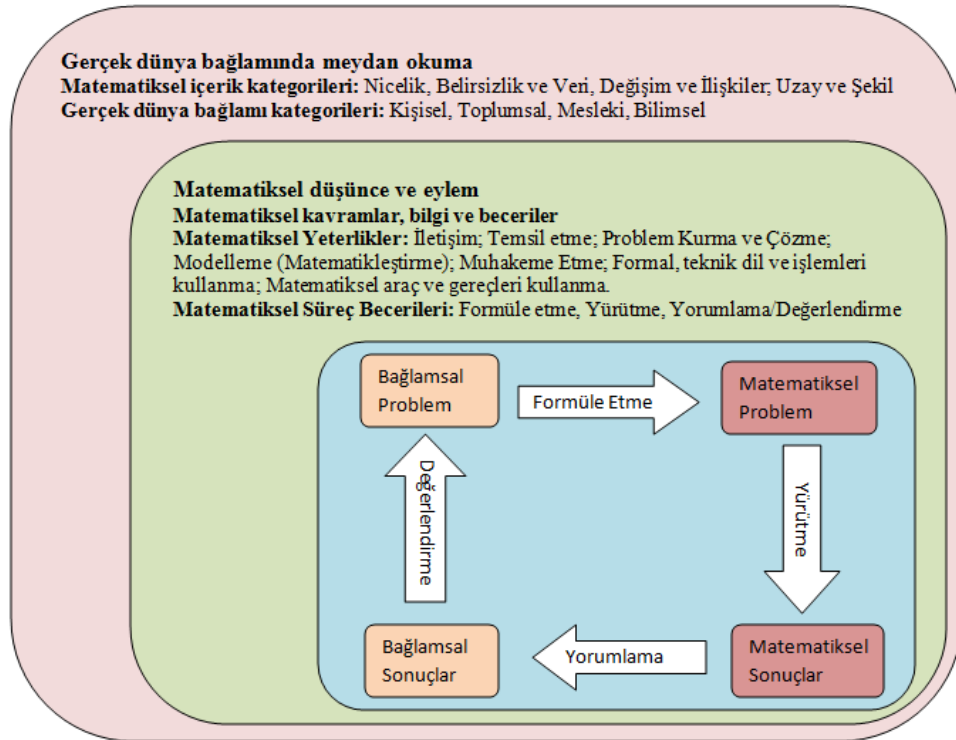 Gerçek dünya bağlamında meydan okuma
Matematiksel içerik kategorileri: Nicelik, Belirsizlik ve Veri, Değişim ve İlişkiler; Uzay ve Şekil
Gerçek dünya bağlamı kategorileri: Kişisel, Toplumsal, Mesleki, Bilimsel
Matematiksel düşünce ve eylem
Matematiksel kavramlar, bilgi ve beceriler
Matematiksel Yeterlikler: İletişim; Temsil etme; Problem Kurma ve Çözme;
Modelleme (Matematikleştirme); Muhakeme Etme; Formal, teknik dil ve işlemleri
kullanma; Matematiksel araç ve gereçleri kullanma.
Matematiksel Süreç Becerileri: Formüle etme, Yürütme, Yorumlama/Değerlendirme
Bağlamsal
Problem
Formüle Etme
Matematiksel
Problem
Yürütme
Matematiksel
Sonuçlar
Yorumlama
Bağlamsal
Sonuçlar
Değerlendirme